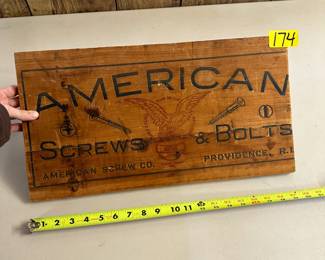 174
AMERICAN
SCREWS & BOLTS
AMERICAN SCREW CO. PROVIDENCE, R.I.
1 2 3 4 5 6 7 8 9 10 11